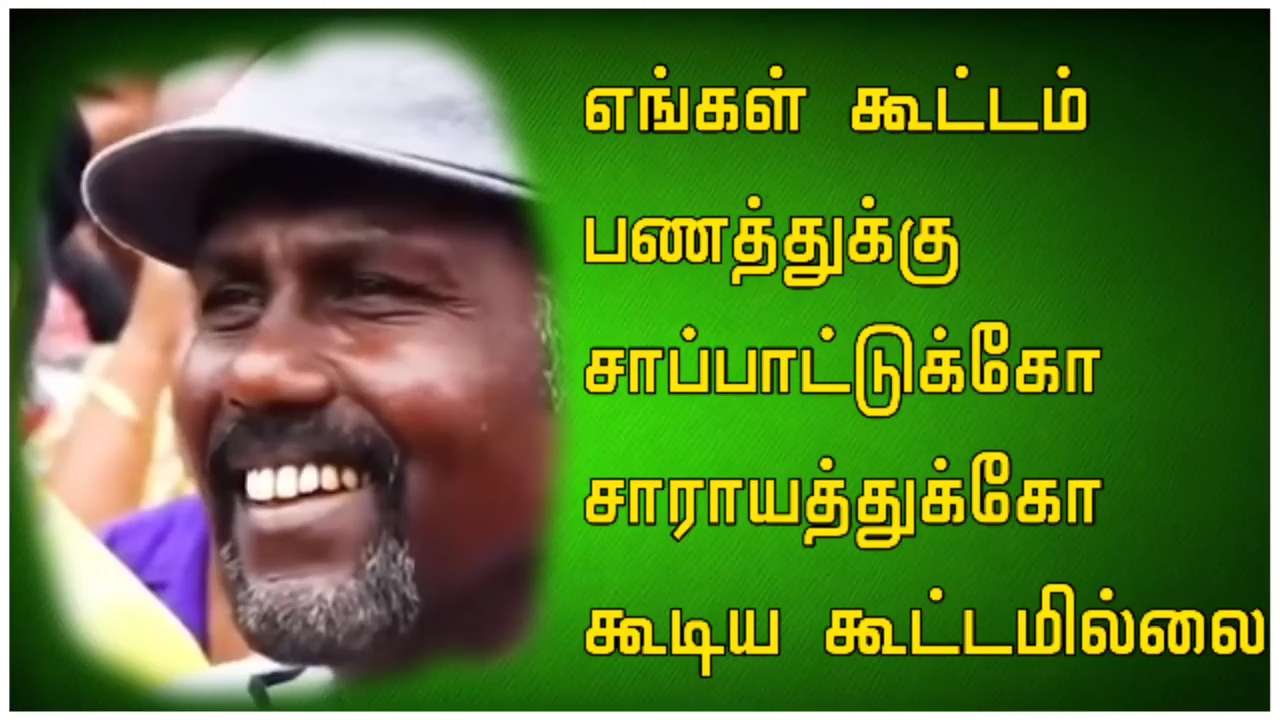 எங்கள் கூட்டம்
பணத்துக்கு
சாப்பாட்டுக்கோ
சாராயத்துக்கோ
கூடிய கூட்டமில்லை